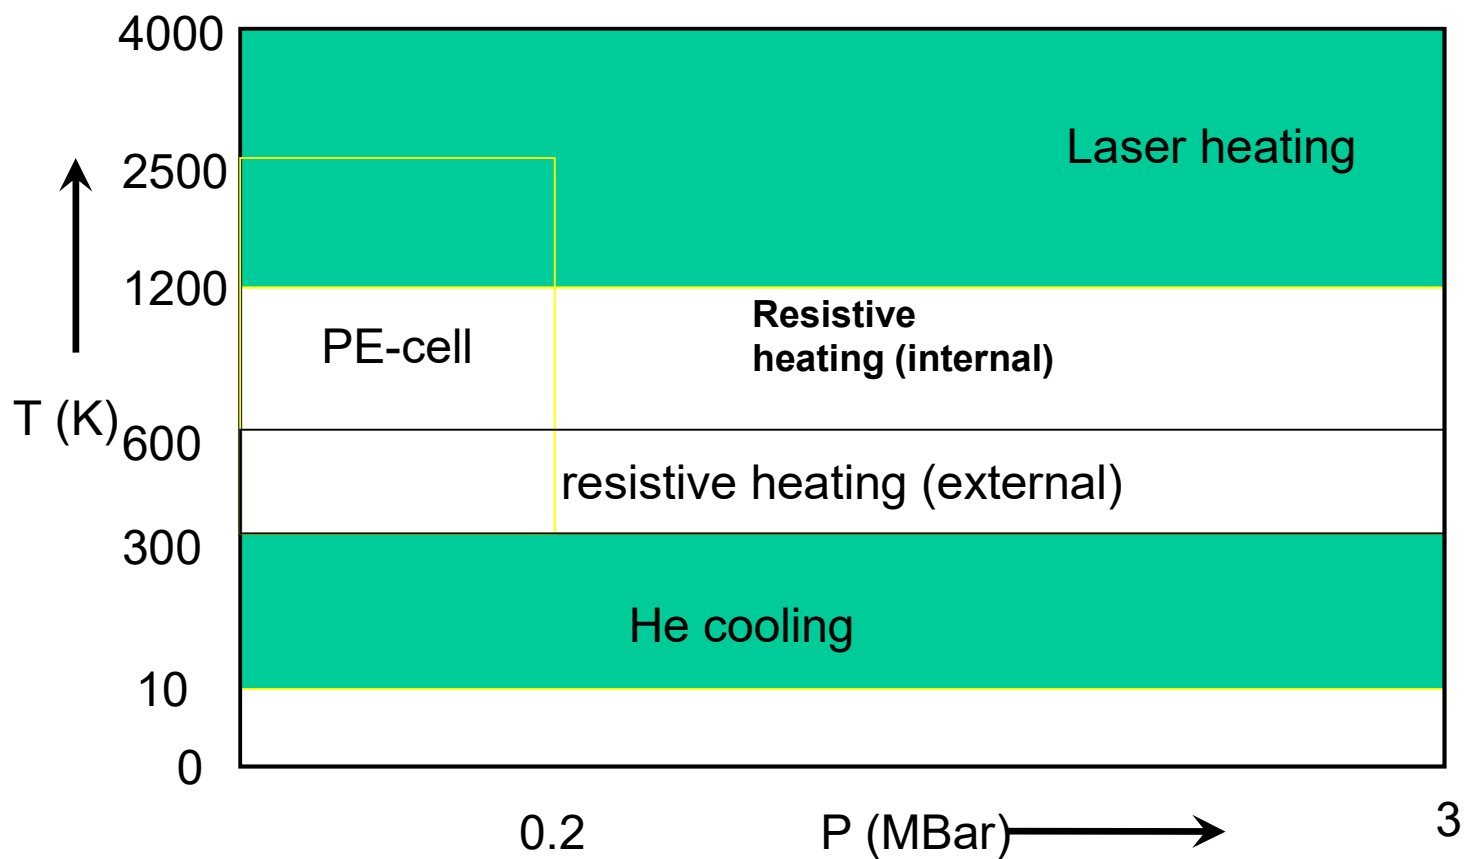 4000
Laser heating
2500
1200
Resistive
heating (internal)
PE-cell
T (K)
600
resistive heating (external)
300
He cooling
10
0
0.2
P (MBar)
3